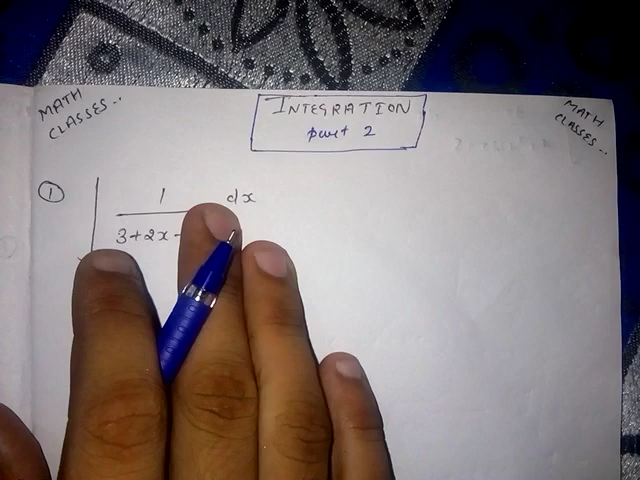 MATH CLASSES..
INTEGRATION
part 2
MATH CLASSES..
① ∫ 1 dx
3+2x-